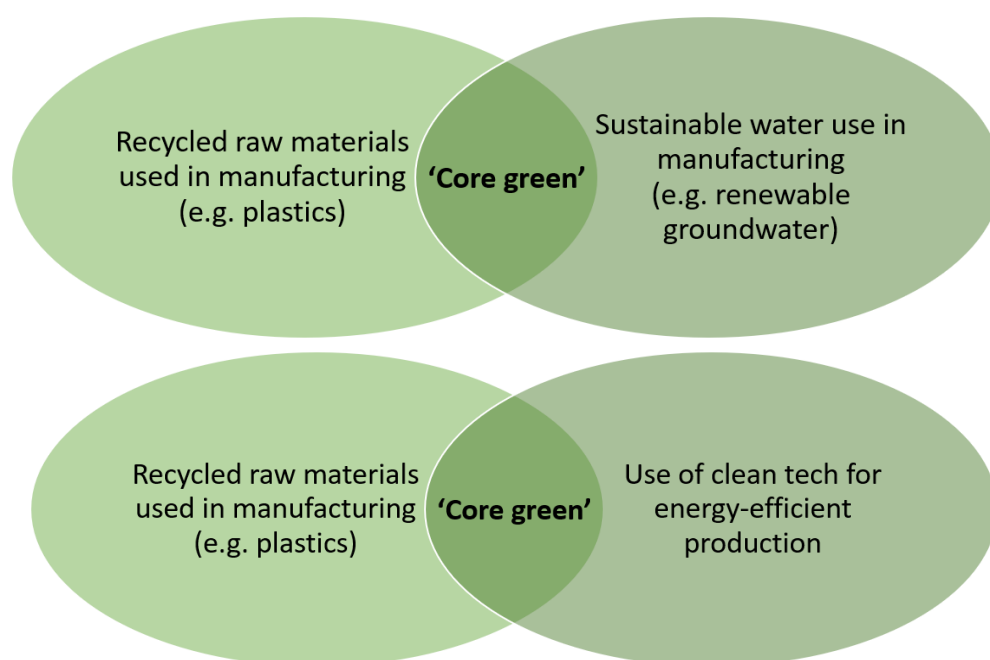 Recycled raw materials
used in manufacturing
(e.g. plastics)
‘Core green’
Sustainable water use in
manufacturing
(e.g. renewable
groundwater)
Recycled raw materials
used in manufacturing
(e.g. plastics)
‘Core green’
Use of clean tech for
energy-efficient
production